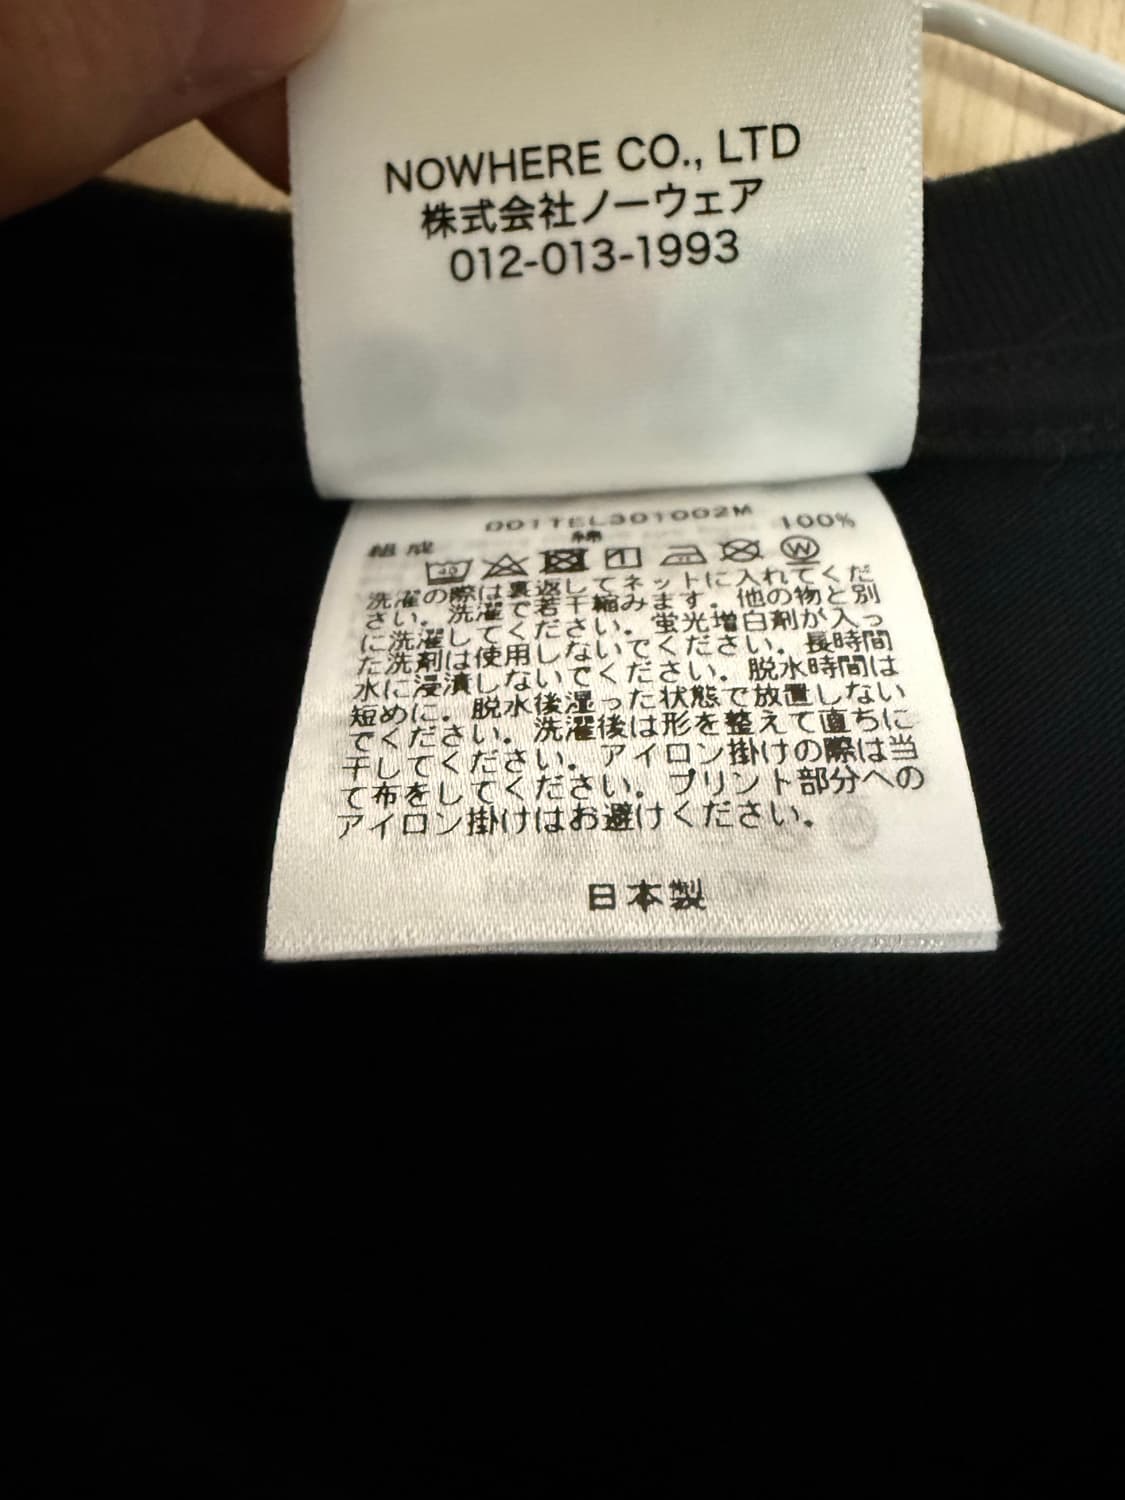 NOWHERE CO., LTD
株式会社ノーウェア
012-013-1993
001TEL301002M
組成 綿 100%
40 W
洗濯の際は裏返してネットに入れてくだ
さい。洗濯で若干縮みます。他の物と別
に洗濯してください。蛍光増白剤が入っ
た洗剤は使用しないでください。長時間
水に浸漬しないでください。脱水時間は
短めに。脱水後湿った状態で放置しない
でください。洗濯後は形を整えて直ちに
干してください。アイロン掛けの際は当
て布をしてください。プリント部分への
アイロン掛けはお避けください。
日本製